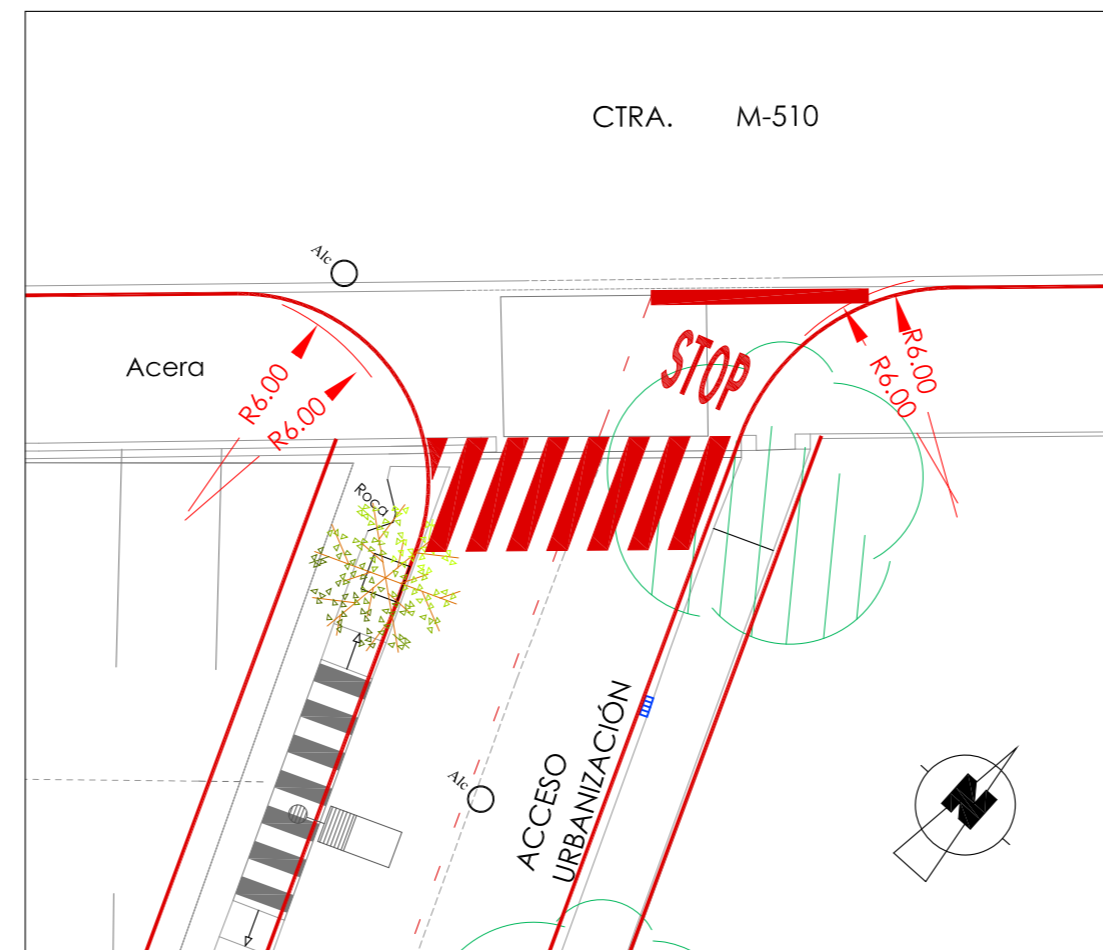 CTRA. M-510
Alc
STOP
Acera
R6.00
R6.00
R6.00
R6.00
Roca
ACCESO
URBANIZACIÓN
Alc
N